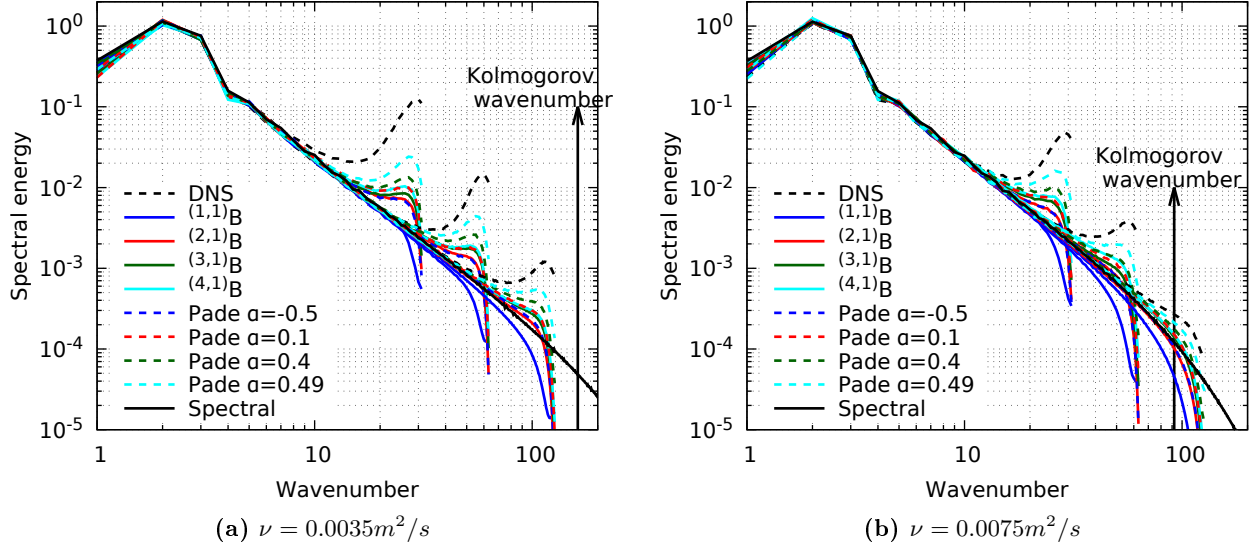 10^0
10^-1
10^-2
10^-3
10^-4
10^-5
Spectral energy
Kolmogorov
wavenumber
DNS
(1,1)B
(2,1)B
(3,1)B
(4,1)B
Pade α=-0.5
Pade α=0.1
Pade α=0.4
Pade α=0.49
Spectral
1 10 100
Wavenumber
(a) ν = 0.0035m²/s
10^0
10^-1
10^-2
10^-3
10^-4
10^-5
Spectral energy
Kolmogorov
wavenumber
DNS
(1,1)B
(2,1)B
(3,1)B
(4,1)B
Pade α=-0.5
Pade α=0.1
Pade α=0.4
Pade α=0.49
Spectral
1 10 100
Wavenumber
(b) ν = 0.0075m²/s